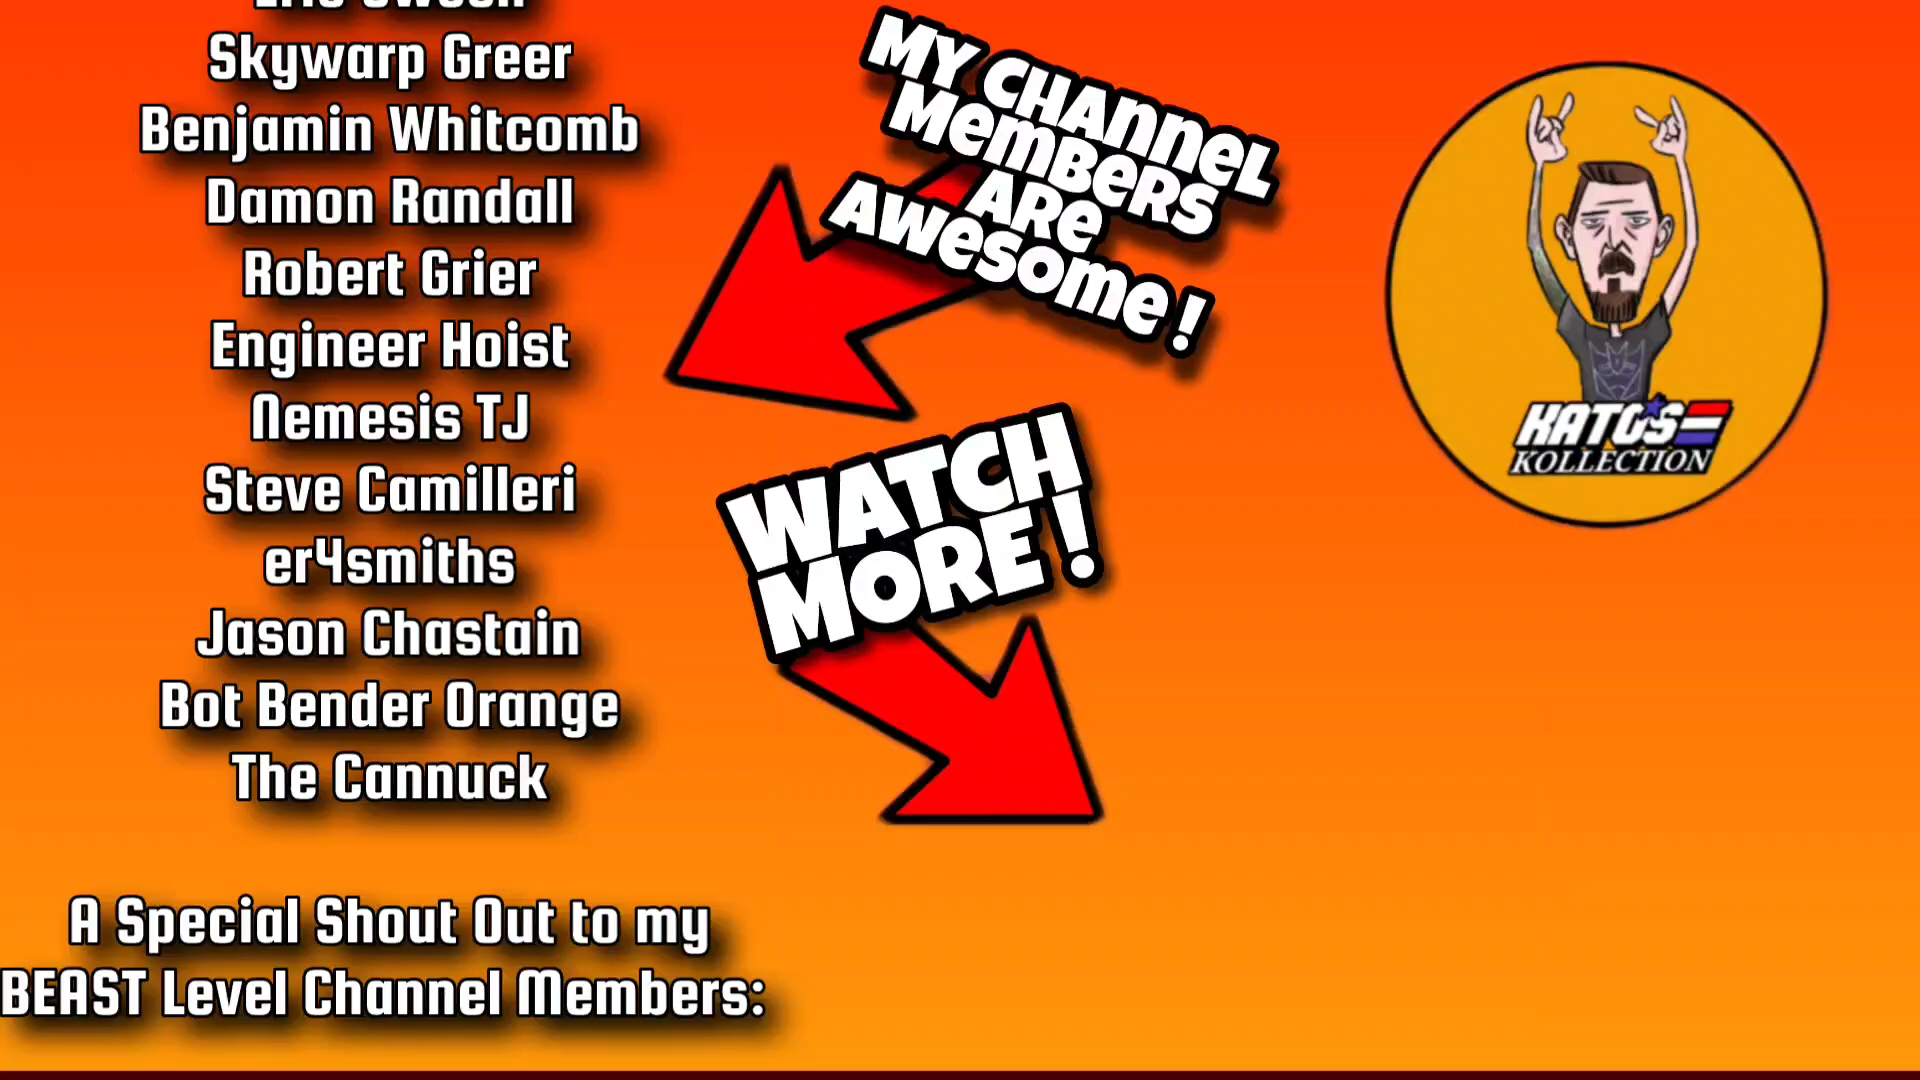 Skywarp Greer
Benjamin Whitcomb
Damon Randall
Robert Grier
Engineer Hoist
Nemesis TJ
Steve Camilleri
er4smiths
Jason Chastain
Bot Bender Orange
The Cannuck
A Special Shout Out to my
BEAST Level Channel Members:
MY CHANNEL
MEMBERS
ARE
AWESOME!
WATCH
MORE!
KATO'S
KOLLECTION